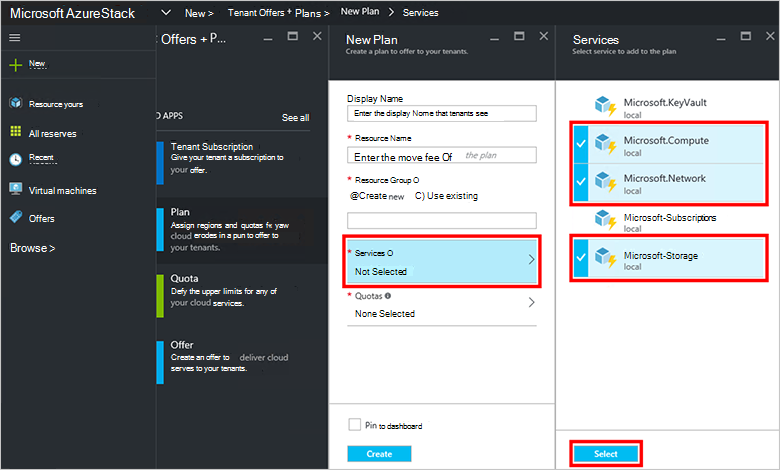 Microsoft AzureStack
New >
Tenant Offers + Plans >
New Plan
Services
New
Resource yours
All reserves
Recent
Virtual machines
Offers
Browse >
Offers + P...
D APPS
See all
Tenant Subscription
Give your tenant a subscription to
your offer.
Plan
Assign regions and quotas fx yaw
cloud erodes in a pun to offer to
your tenants.
Quota
Defy the upper limits for any of
your cloud services.
Offer
Create an offer to deliver cloud
serves to your tenants.
New Plan
Create a plan to offer to your tenants.
Display Name
Enter the display Nome that tenants see
* Resource Name
Enter the move fee Of the plan
* Resource Group O
@Create new C) Use existing
* Services O
Not Selected
* Quotas
None Selected
Pin to dashboard
Create
Services
Select service to add to the plan
Microsoft.KeyVault
local
Microsoft.Compute
local
Microsoft.Network
local
Microsoft-Subscriptions
local
Microsoft-Storage
local
Select